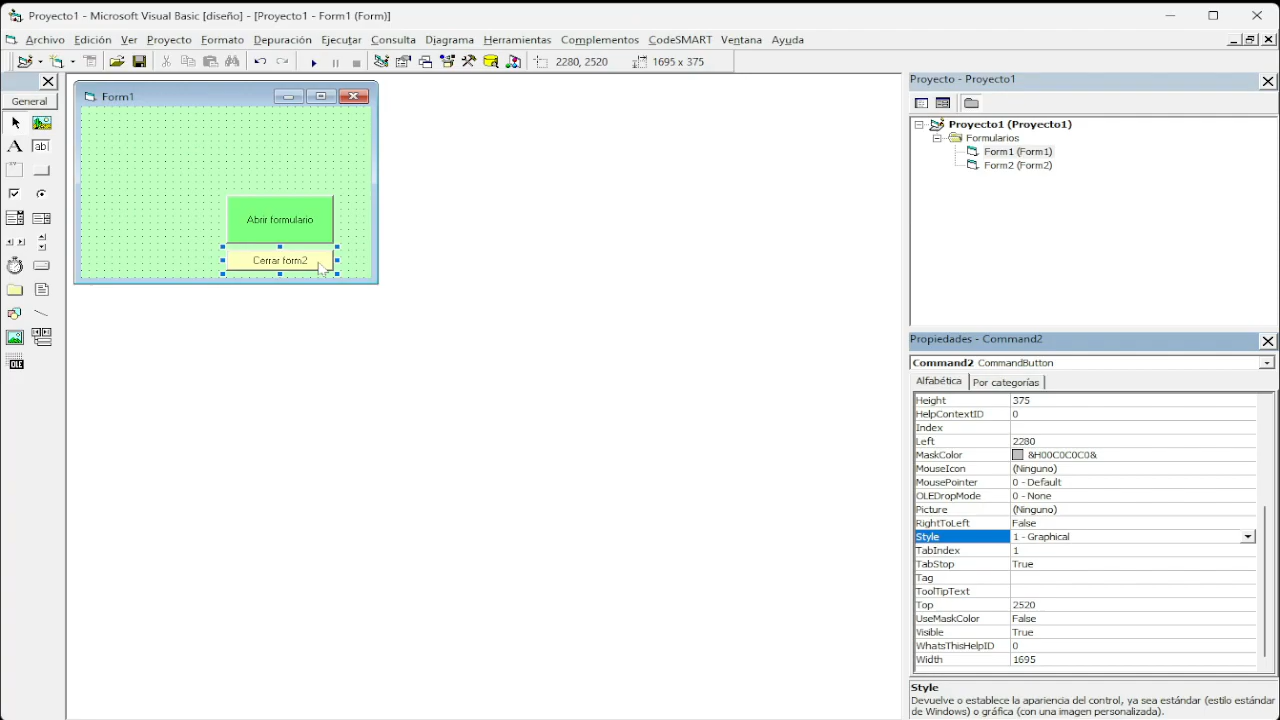 Proyecto1 - Microsoft Visual Basic [diseño] - [Proyecto1 - Form1 (Form)]
Archivo Edición Ver Proyecto Formato Depuración Ejecutar Consulta Diagrama Herramientas Complementos CodeSMART Ventana Ayuda
2280, 2520 1695 x 375
General
A
ab|
OLE
Form1
Abrir formulario
Cerrar form2
Proyecto - Proyecto1
Proyecto1 (Proyecto1)
Formularios
Form1 (Form1)
Form2 (Form2)
Propiedades - Command2
Command2 CommandButton
Alfabética Por categorías
Height 375
HelpContextID 0
Index
Left 2280
MaskColor &H00C0C0C0&
MouseIcon (Ninguno)
MousePointer 0 - Default
OLEDropMode 0 - None
Picture (Ninguno)
RightToLeft False
Style 1 - Graphical
TabIndex 1
TabStop True
Tag
ToolTipText
Top 2520
UseMaskColor False
Visible True
WhatsThisHelpID 0
Width 1695
Style
Devuelve o establece la apariencia del control, ya sea estándar (estilo estándar
de Windows) o gráfica (con una imagen personalizada).